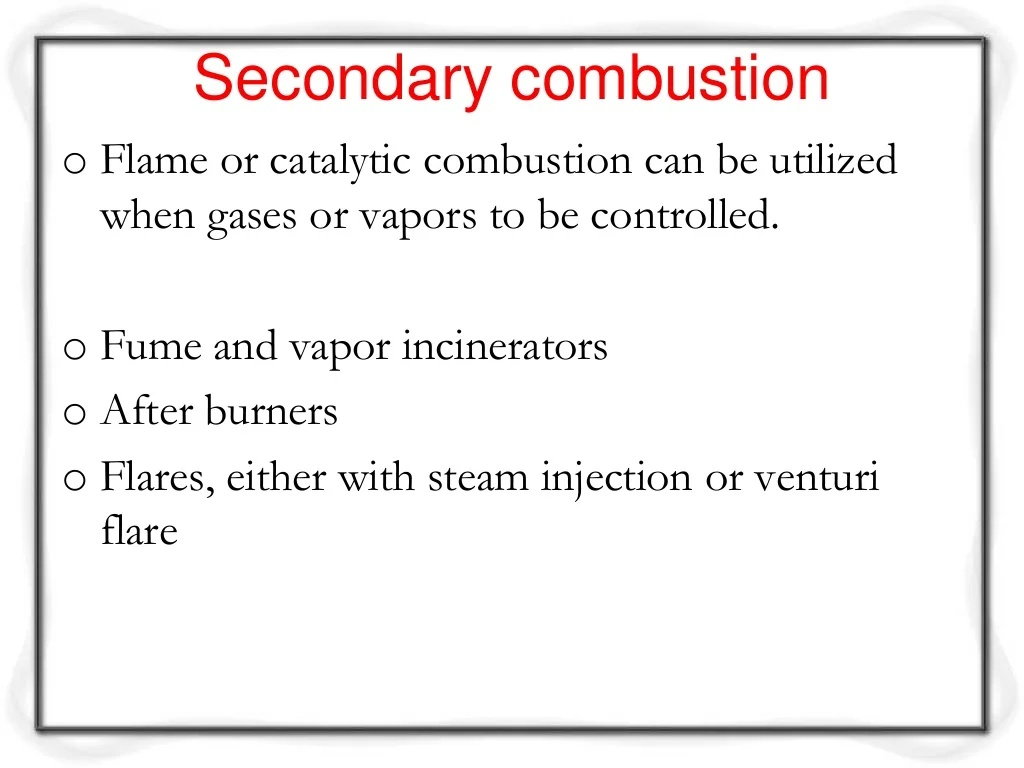 Secondary combustion
o Flame or catalytic combustion can be utilized
when gases or vapors to be controlled.
o Fume and vapor incinerators
o After burners
o Flares, either with steam injection or venturi
flare